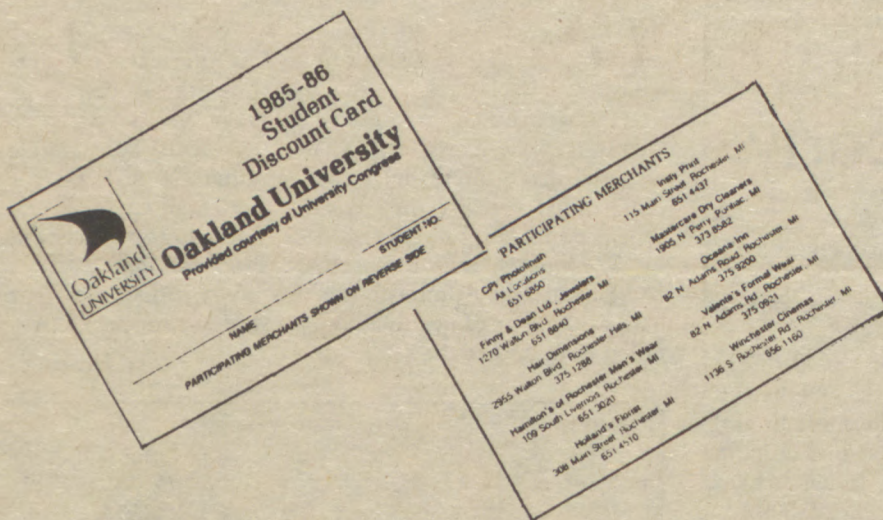 1985-86
Student
Discount Card
Oakland University
Provided courtesy of University Congress
Oakland
UNIVERSITY
NAME
STUDENT NO.
PARTICIPATING MERCHANTS SHOWN ON REVERSE SIDE
PARTICIPATING MERCHANTS
CPI Photofinish
All Locations
651 6850
Finny & Dean Ltd. Jewelers
1270 Walton Blvd. Rochester MI
651 8840
Hair Dimensions
2955 Walton Blvd. Rochester Hills, MI
375 1288
Hamilton's of Rochester Men's Wear
109 South Livernois Rochester MI
651 3020
Holland's Florist
308 Main Street Rochester MI
651 4510
Insty Print
115 Main Street Rochester MI
651 4437
Mastercare Dry Cleaners
1905 N Perry Pontiac, MI
373 8582
Oceania Inn
82 N Adams Road Rochester MI
375 9200
Valente's Formal Wear
82 N Adams Rd Rochester MI
375 0921
Winchester Cinemas
1136 S Rochester Rd Rochester MI
656 1160